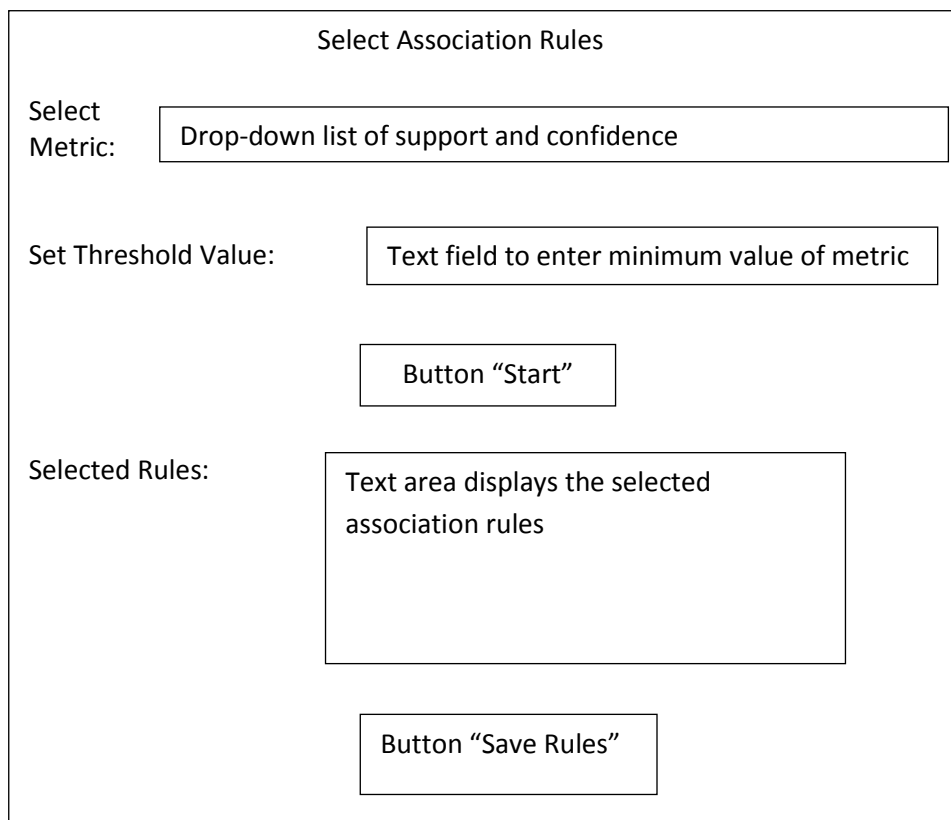 Select Association Rules
Select
Metric:
Drop-down list of support and confidence
Set Threshold Value:
Text field to enter minimum value of metric
Button “Start”
Selected Rules:
Text area displays the selected
association rules
Button “Save Rules”